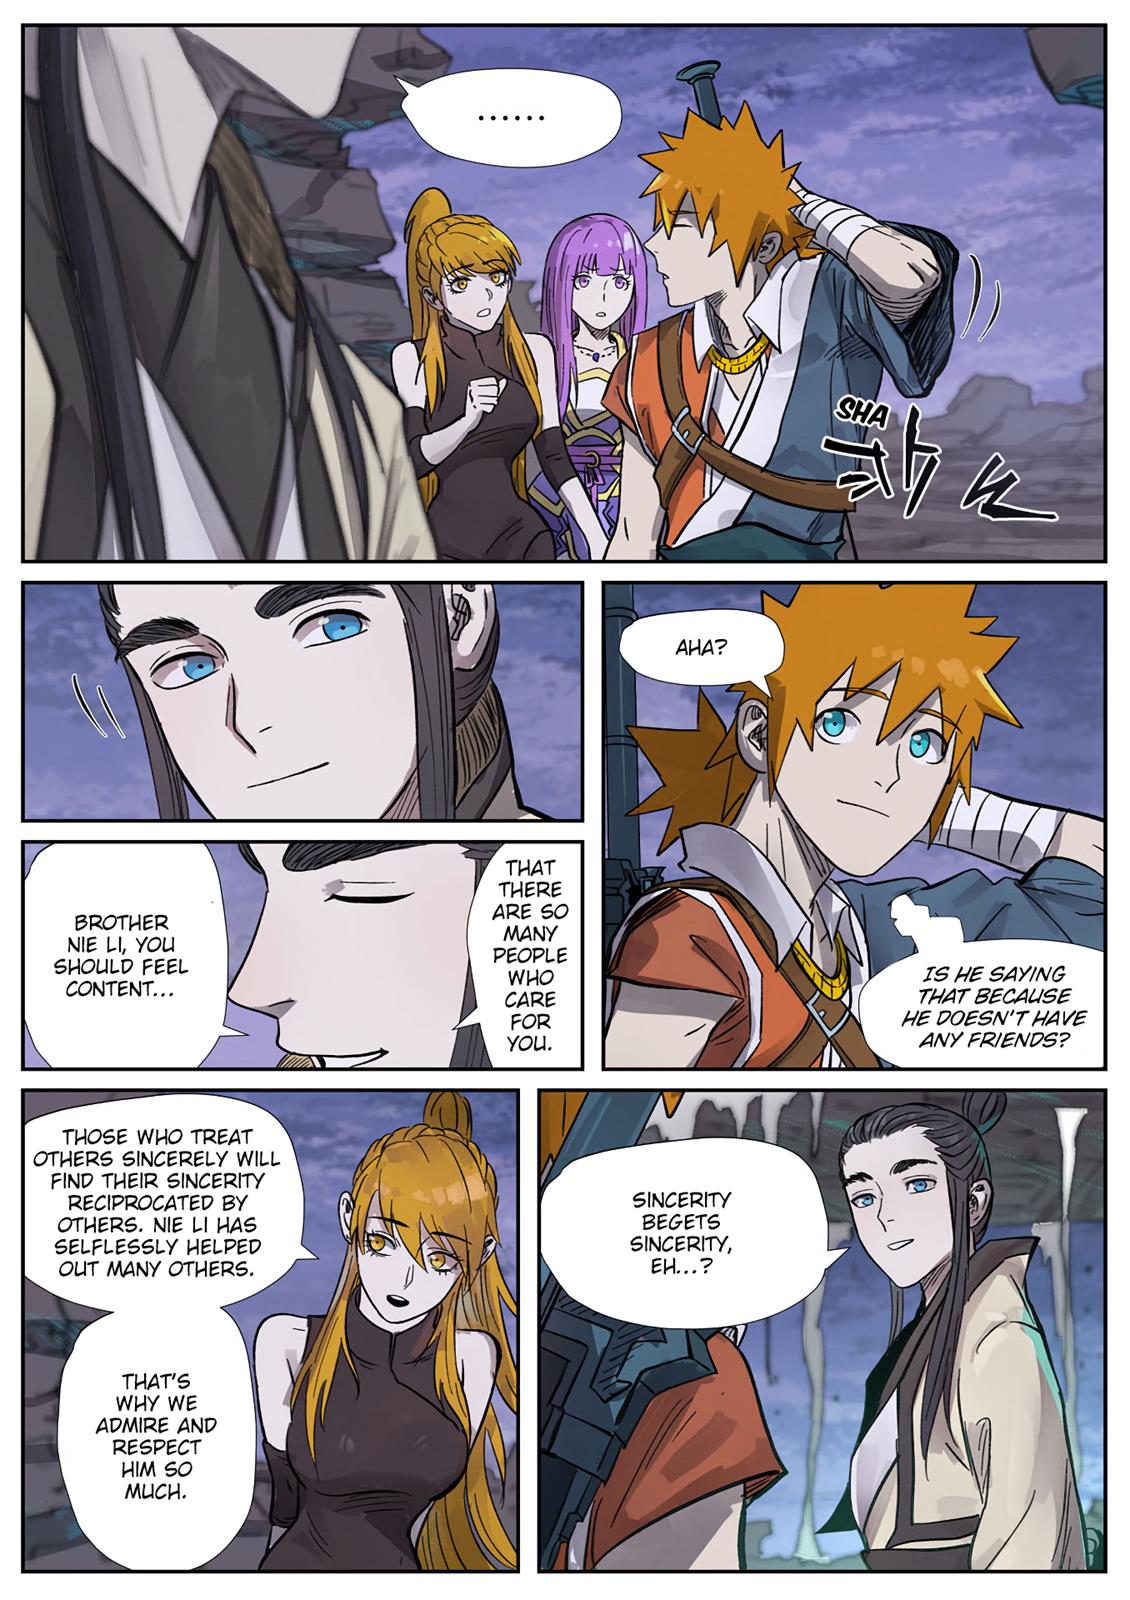 ......
SHA
AHA?
IS HE SAYING
THAT BECAUSE
HE DOESN'T HAVE
ANY FRIENDS?
BROTHER
NIE LI, YOU
SHOULD FEEL
CONTENT...
THAT
THERE
ARE SO
MANY
PEOPLE
WHO
CARE
FOR
YOU.
THOSE WHO TREAT
OTHERS SINCERELY WILL
FIND THEIR SINCERITY
RECIPROCATED BY
OTHERS. NIE LI HAS
SELFLESSLY HELPED
OUT MANY OTHERS.
THAT'S
WHY WE
ADMIRE AND
RESPECT
HIM SO
MUCH.
SINCERITY
BEGETS
SINCERITY,
EH...?